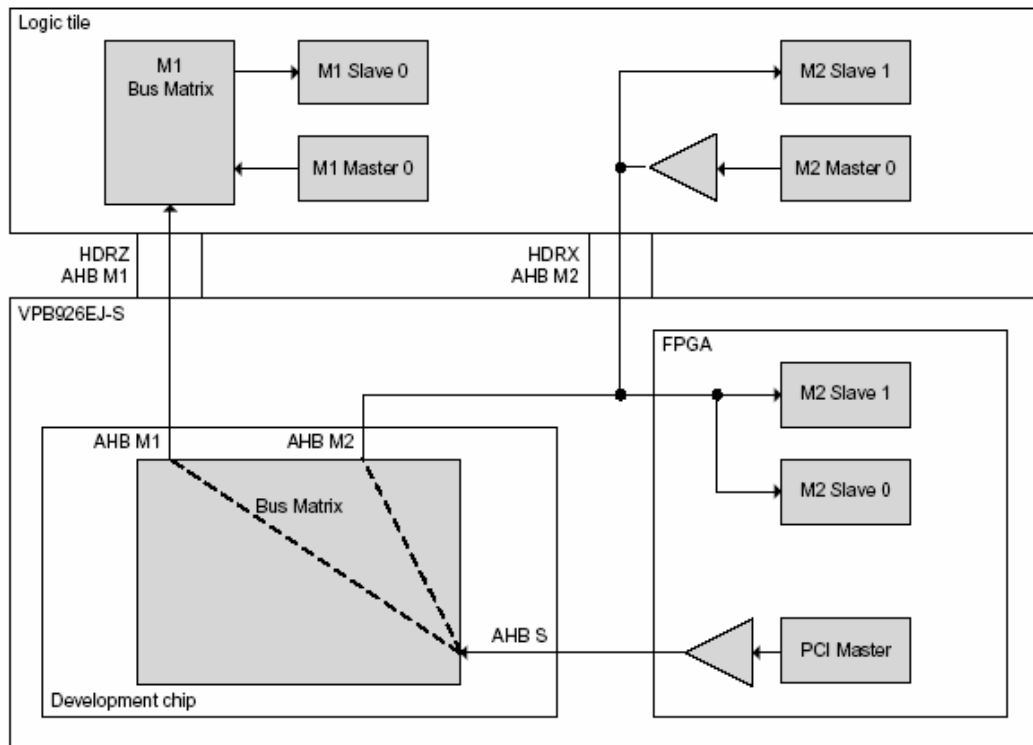 Logic tile
M1
Bus Matrix
M1 Slave 0
M2 Slave 1
M1 Master 0
M2 Master 0
HDRZ
AHB M1
HDRX
AHB M2
VPB926EJ-S
FPGA
M2 Slave 1
AHB M1
AHB M2
M2 Slave 0
Bus Matrix
AHB S
PCI Master
Development chip